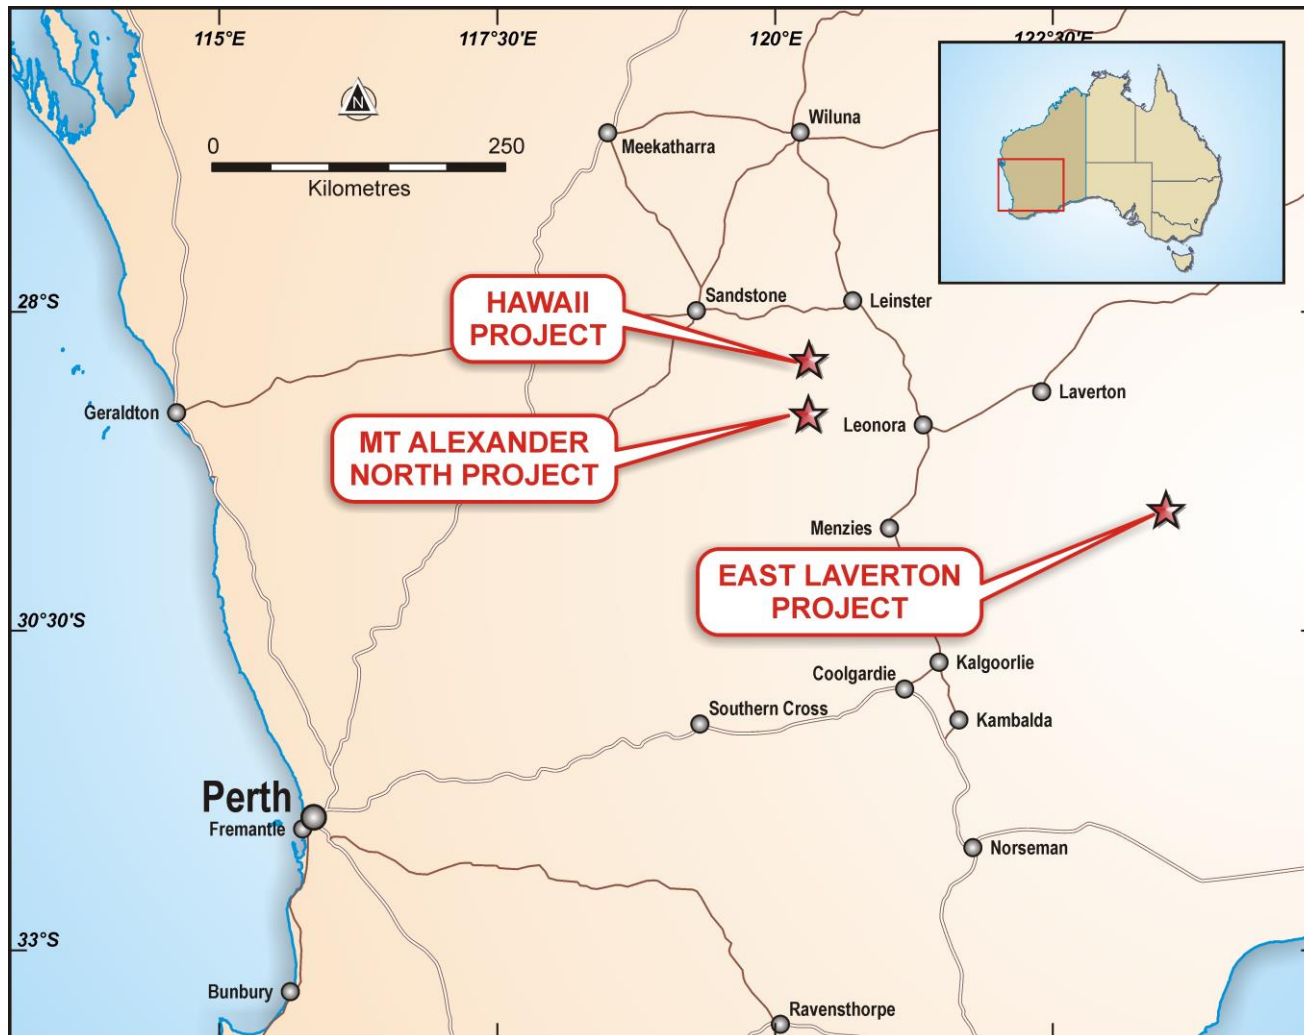 115°E
117°30'E
120°E
122°30'E
N
0
250
Kilometres
Meekatharra
Wiluna
28°S
HAWAII
PROJECT
Sandstone
Leinster
Geraldton
MT ALEXANDER
NORTH PROJECT
Leonora
Laverton
Menzies
EAST LAVERTON
PROJECT
30°30'S
Coolgardie
Kalgoorlie
Southern Cross
Kambalda
Perth
Fremantle
Norseman
33°S
Bunbury
Ravensthorpe